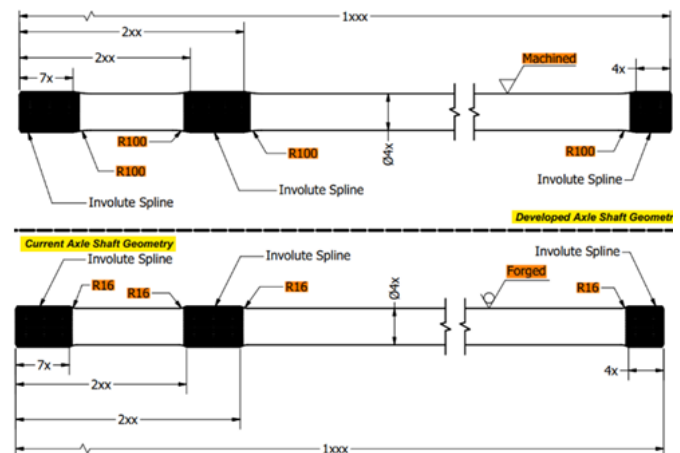 1xxx
2xx
2xx
7x
Machined
4x
R100
R100
R100
Ø4x
R100
Involute Spline
Involute Spline
Involute Spline
Developed Axle Shaft Geometr
Current Axle Shaft Geometry
Involute Spline
Involute Spline
Involute Spline
R16
R16
R16
Ø4x
Forged
R16
7x
4x
2xx
2xx
1xxx